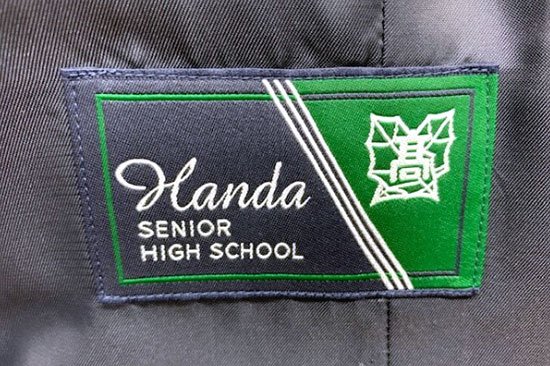 Handa
SENIOR
HIGH SCHOOL
高